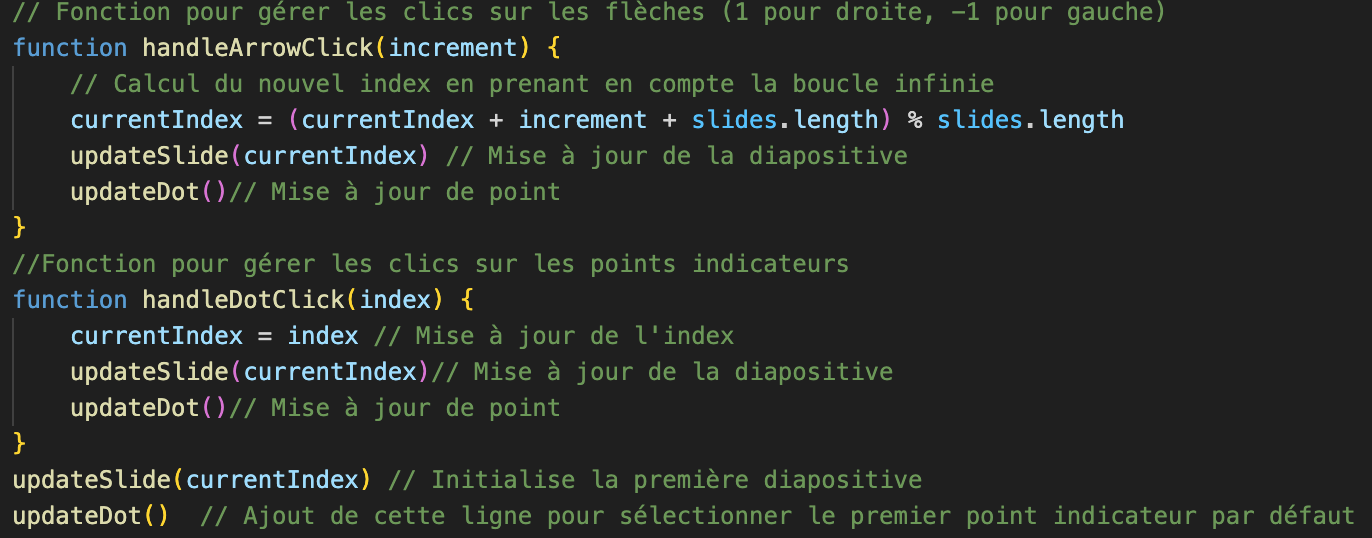 // Fonction pour gérer les clics sur les flèches (1 pour droite, -1 pour gauche)
function handleArrowClick(increment) {
    // Calcul du nouvel index en prenant en compte la boucle infinie
    currentIndex = (currentIndex + increment + slides.length) % slides.length
    updateSlide(currentIndex) // Mise à jour de la diapositive
    updateDot()// Mise à jour de point
}
//Fonction pour gérer les clics sur les points indicateurs
function handleDotClick(index) {
    currentIndex = index // Mise à jour de l'index
    updateSlide(currentIndex)// Mise à jour de la diapositive
    updateDot()// Mise à jour de point
}
updateSlide(currentIndex) // Initialise la première diapositive
updateDot()  // Ajout de cette ligne pour sélectionner le premier point indicateur par défaut